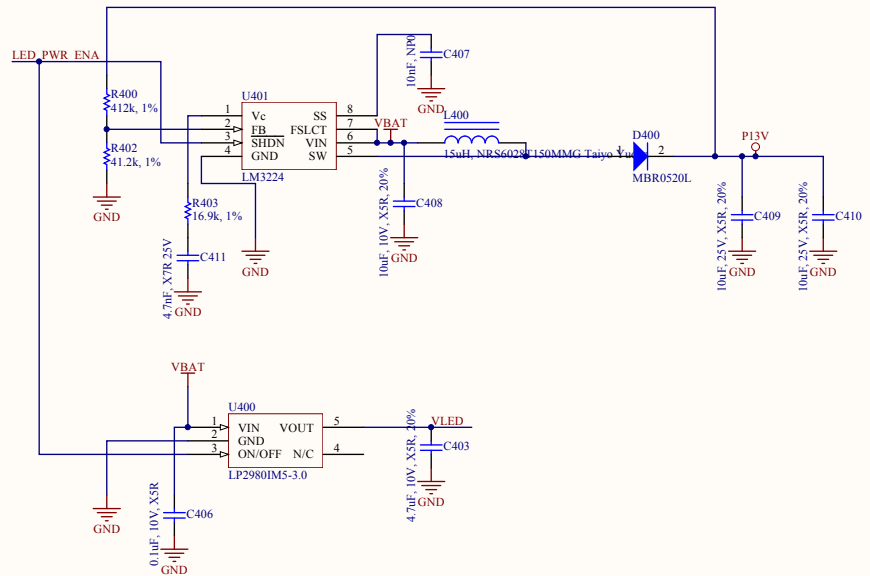 LED_PWR_ENA
R400
412k, 1%
R402
41.2k, 1%
GND
U401
1 Vc
2 FB
3 SHDN
4 GND
SS 8
FSLCT 7
VIN 6
SW 5
LM3224
10nF, NP0
C407
GND
VBAT
L400
15uH, NRS6028T150MMG Taiyo Yu
1
D400
2
MBR0520L
P13V
R403
16.9k, 1%
C411
4.7nF, X7R 25V
GND
GND
C408
10uF, 10V, X5R, 20%
GND
C409
10uF, 25V, X5R, 20%
GND
C410
10uF, 25V, X5R, 20%
GND
VBAT
U400
1 VIN
2 GND
3 ON/OFF
VOUT 5
N/C 4
LP2980IM5-3.0
VLED
C403
4.7uF, 10V, X5R, 20%
GND
GND
C406
0.1uF, 10V, X5R
GND